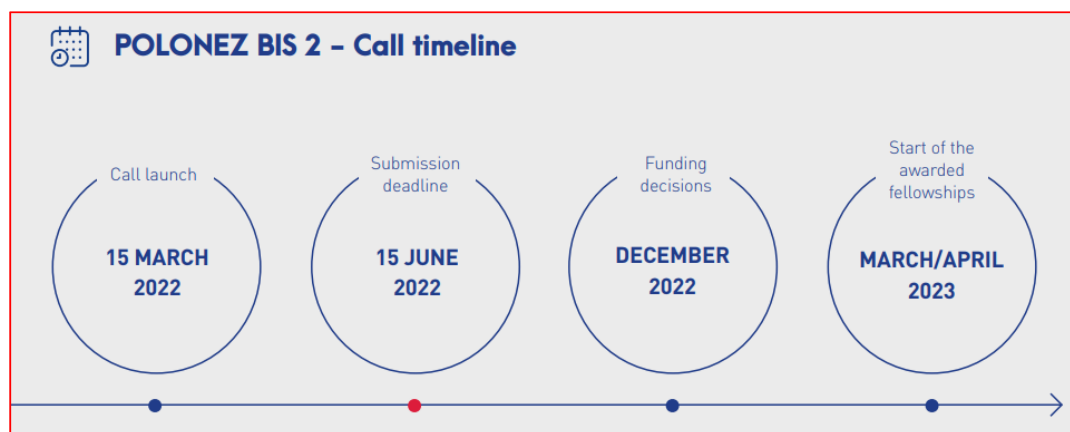 POLONEZ BIS 2 – Call timeline
Call launch
15 MARCH
2022
Submission
deadline
15 JUNE
2022
Funding
decisions
DECEMBER
2022
Start of the
awarded
fellowships
MARCH/APRIL
2023